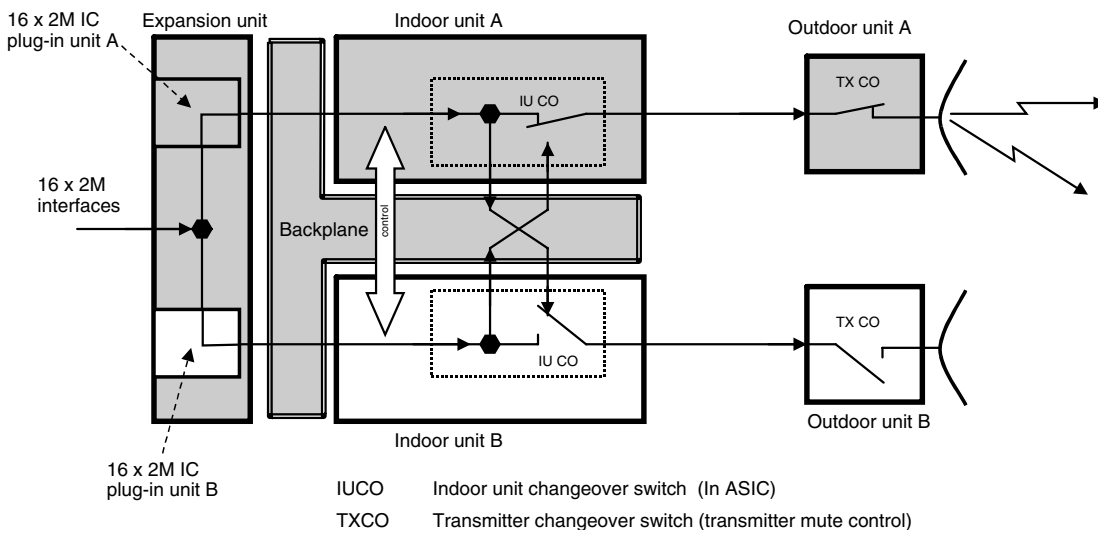 16 x 2M IC
plug-in unit A
Expansion unit
Indoor unit A
Outdoor unit A
IU CO
TX CO
16 x 2M
interfaces
Backplane
control
IU CO
TX CO
Indoor unit B
Outdoor unit B
16 x 2M IC
plug-in unit B
IUCO Indoor unit changeover switch (In ASIC)
TXCO Transmitter changeover switch (transmitter mute control)